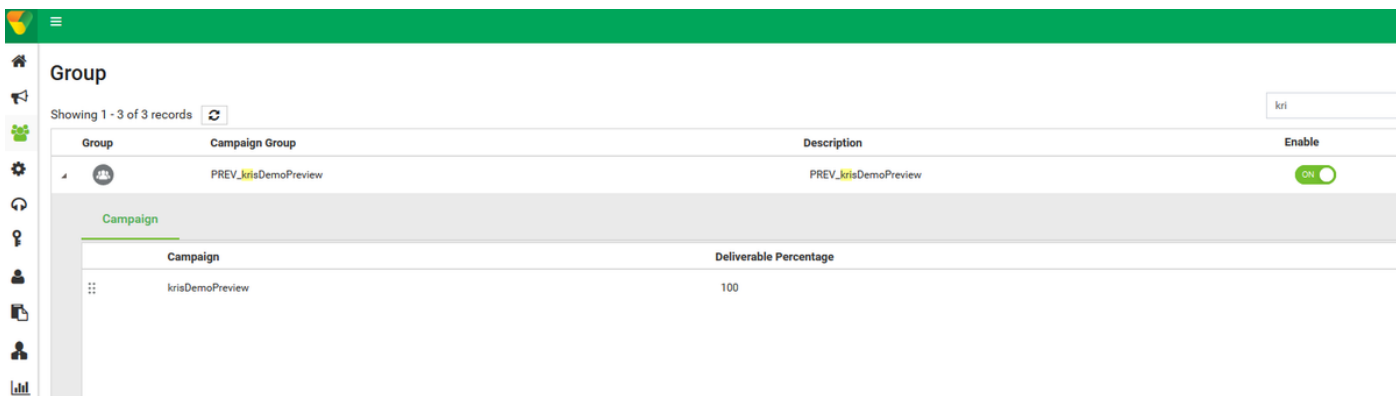 Group
Showing 1 - 3 of 3 records
kri
Group Campaign Group Description Enable
PREV_krisDemoPreview PREV_krisDemoPreview ON
Campaign
Campaign Deliverable Percentage
krisDemoPreview 100